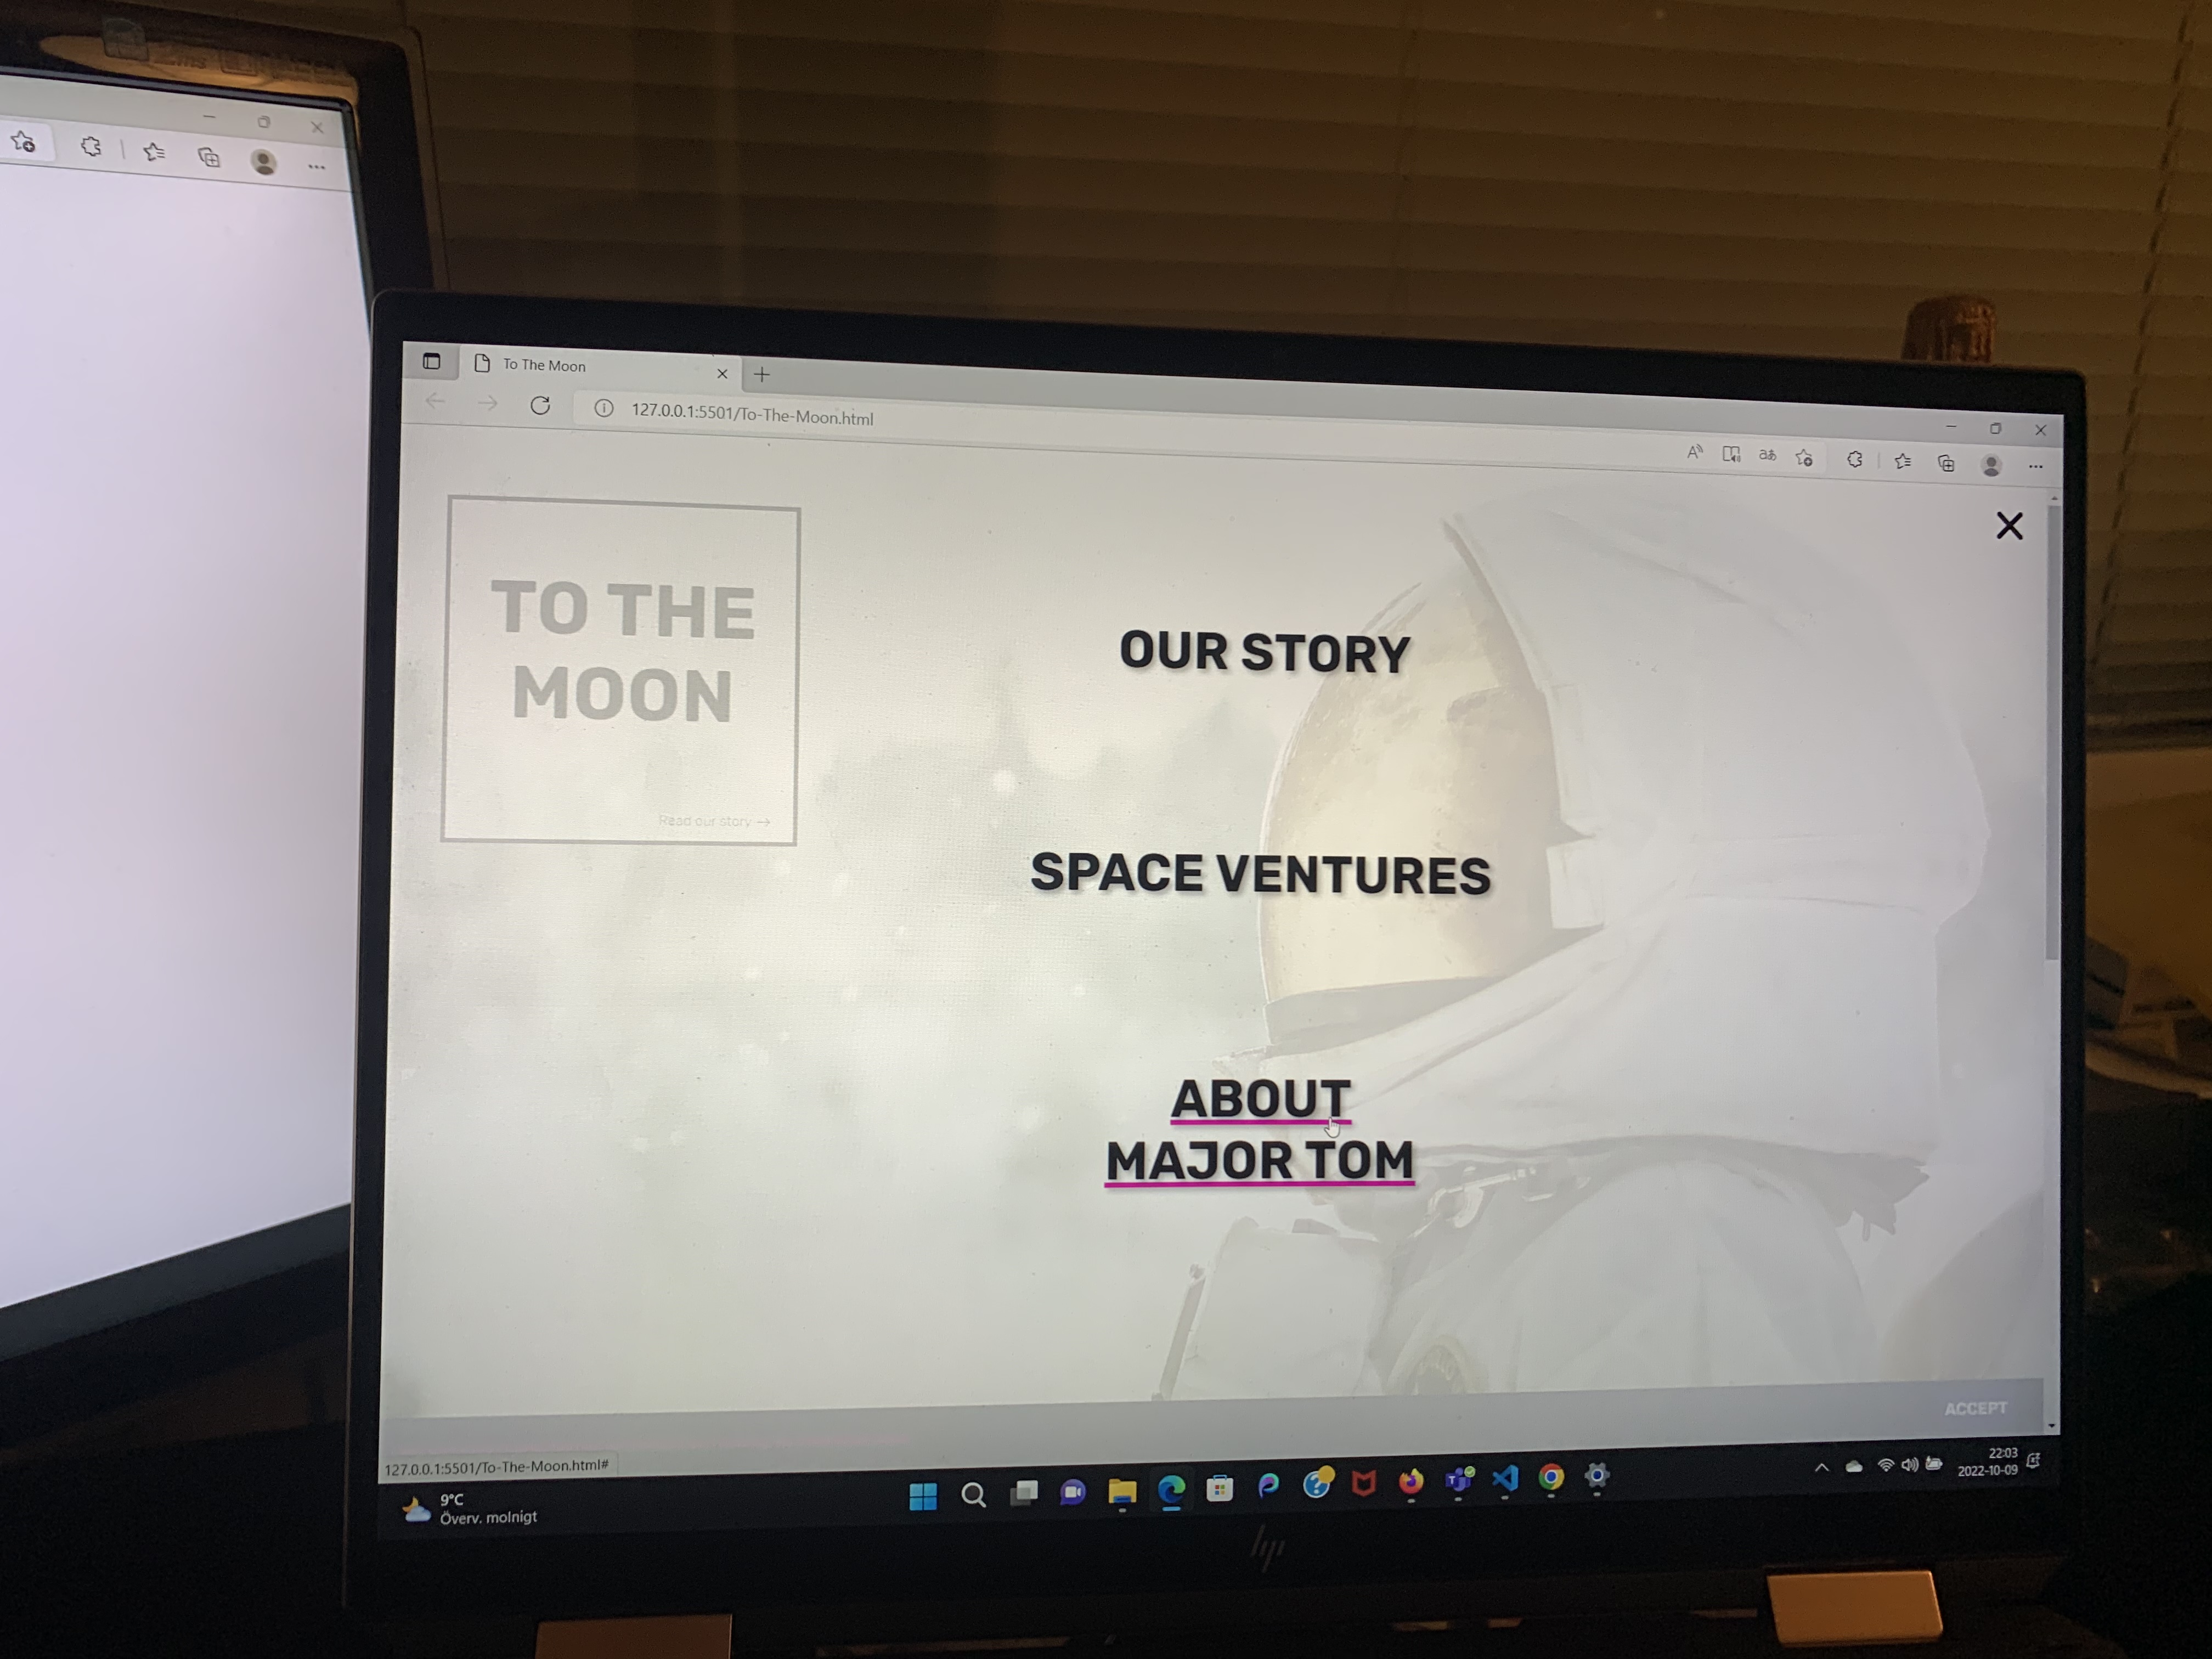 To The Moon
127.0.0.1:5501/To-The-Moon.html
TO THE
MOON
Read our story →
OUR STORY
SPACE VENTURES
ABOUT
MAJOR TOM
ACCEPT
127.0.0.1:5501/To-The-Moon.html#
9°C
Överv. molnigt
22:03
2022-10-09
hp